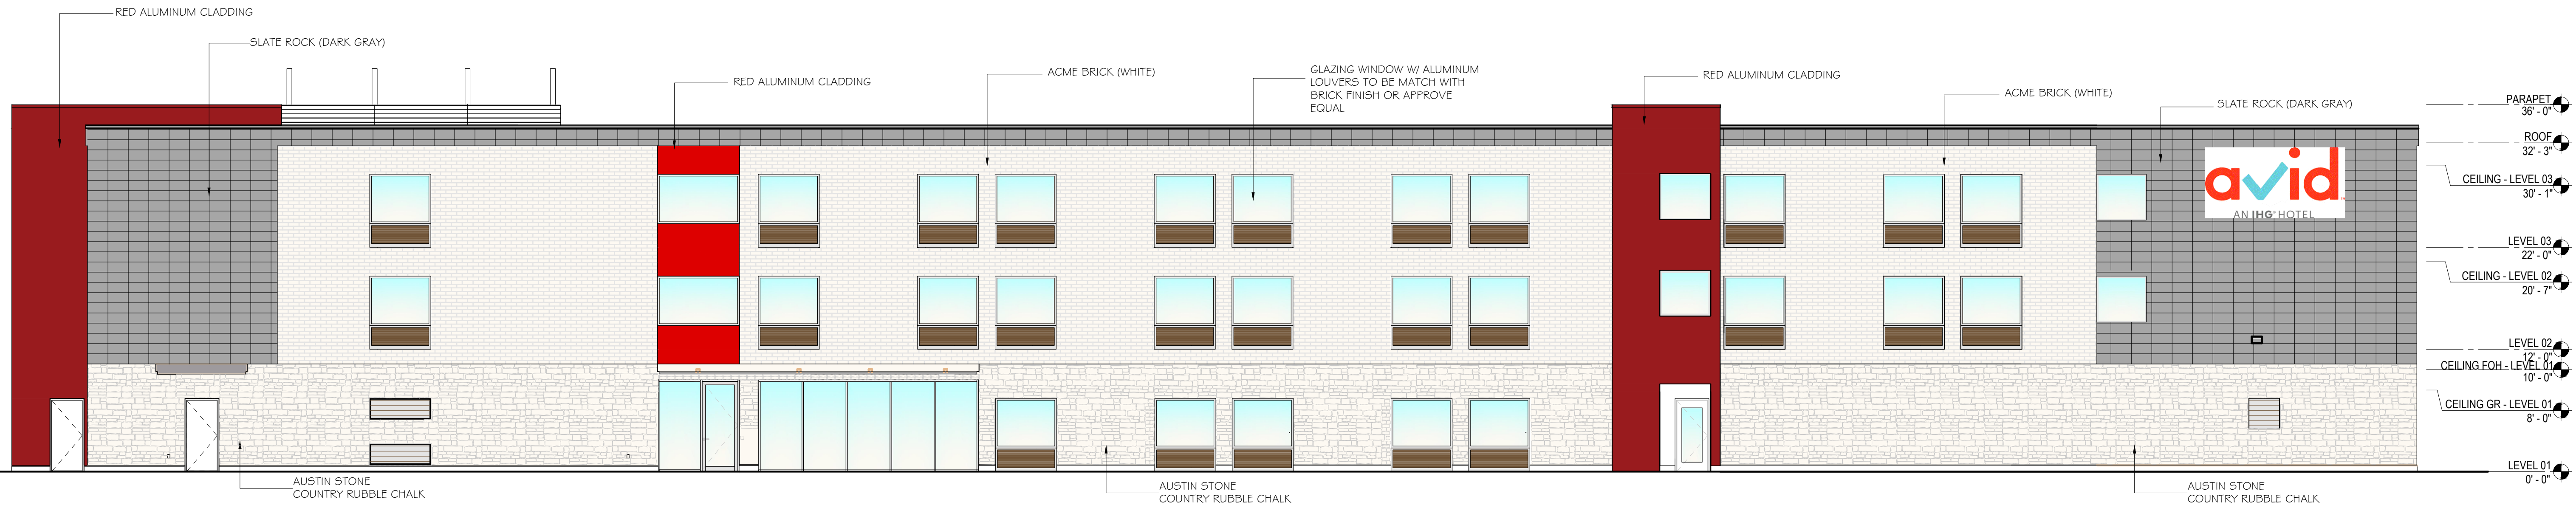 RED ALUMINUM CLADDING
SLATE ROCK (DARK GRAY)
RED ALUMINUM CLADDING
ACME BRICK (WHITE)
GLAZING WINDOW W/ ALUMINUM
LOUVERS TO BE MATCH WITH
BRICK FINISH OR APPROVE
EQUAL
RED ALUMINUM CLADDING
ACME BRICK (WHITE)
SLATE ROCK (DARK GRAY)
avid
AN IHG® HOTEL
PARAPET
36' - 0"
ROOF
32' - 3"
CEILING - LEVEL 03
30' - 1"
LEVEL 03
22' - 0"
CEILING - LEVEL 02
20' - 7"
LEVEL 02
12' - 0"
CEILING FOH - LEVEL 01
10' - 0"
CEILING GR - LEVEL 01
8' - 0"
LEVEL 01
0' - 0"
AUSTIN STONE
COUNTRY RUBBLE CHALK
AUSTIN STONE
COUNTRY RUBBLE CHALK
AUSTIN STONE
COUNTRY RUBBLE CHALK